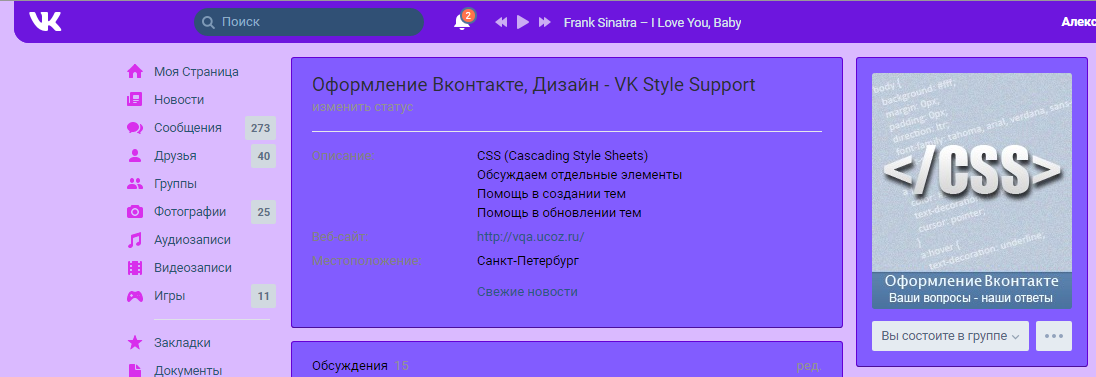 Поиск
2
Frank Sinatra – I Love You, Baby
Алекс
Моя Страница
Новости
Сообщения 273
Друзья 40
Группы
Фотографии 25
Аудиозаписи
Видеозаписи
Игры 11
Закладки
Документы
Оформление Вконтакте, Дизайн - VK Style Support
изменить статус
Описание: CSS (Cascading Style Sheets)
Обсуждаем отдельные элементы
Помощь в создании тем
Помощь в обновлении тем
Веб-сайт: http://vqa.ucoz.ru/
Местоположение: Санкт-Петербург
Свежие новости
Обсуждения 15 ред.
body {
background: #fff;
margin: 0px;
padding: 0px;
direction: ltr;
font-family: tahoma, arial, verdana, sans-
</CSS>
text-decoration:
cursor: pointer;
}
a:hover {
text-decoration: underline;
Оформление Вконтакте
Ваши вопросы - наши ответы
Вы состоите в группе